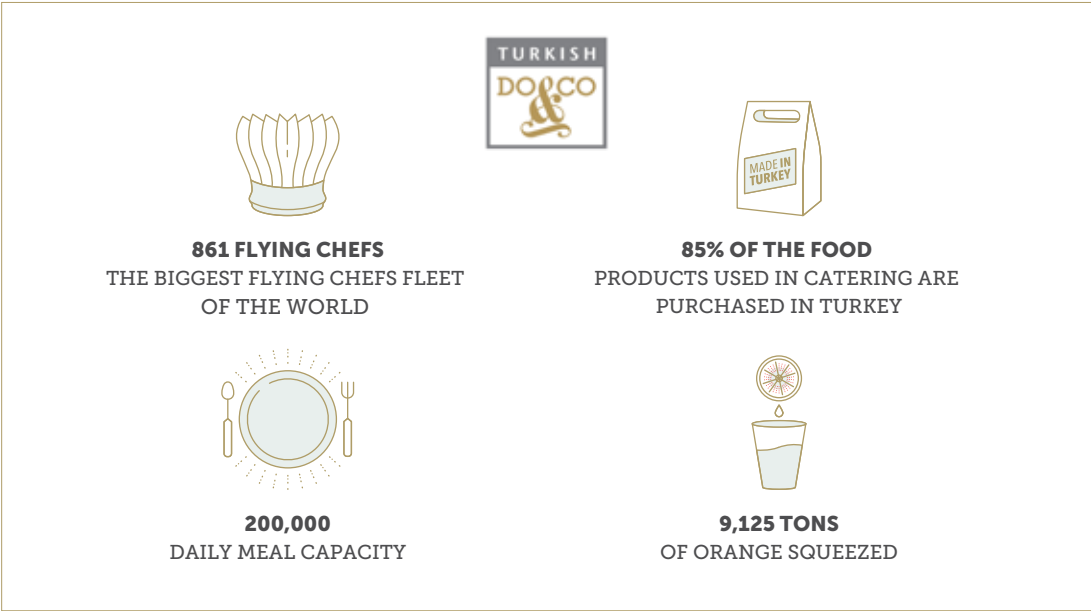 TURKISH
DO&CO
MADE IN
TURKEY
861 FLYING CHEFS
THE BIGGEST FLYING CHEFS FLEET
OF THE WORLD
85% OF THE FOOD
PRODUCTS USED IN CATERING ARE
PURCHASED IN TURKEY
200,000
DAILY MEAL CAPACITY
9,125 TONS
OF ORANGE SQUEEZED